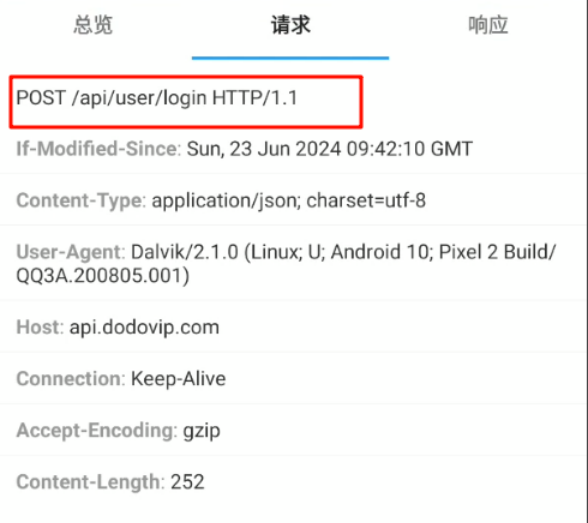 总览 请求 响应
POST /api/user/login HTTP/1.1
If-Modified-Since: Sun, 23 Jun 2024 09:42:10 GMT
Content-Type: application/json; charset=utf-8
User-Agent: Dalvik/2.1.0 (Linux; U; Android 10; Pixel 2 Build/
QQ3A.200805.001)
Host: api.dodovip.com
Connection: Keep-Alive
Accept-Encoding: gzip
Content-Length: 252